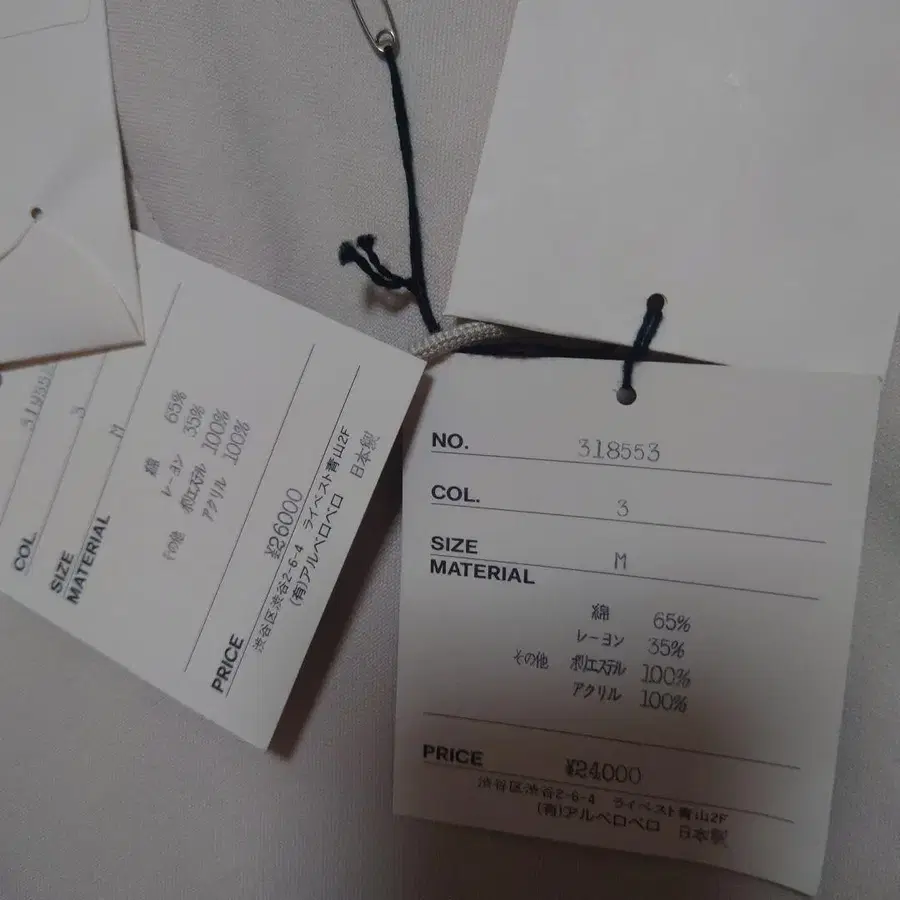 COL. 3
SIZE M
MATERIAL
綿 65%
レーヨン 35%
その他 ポリエステル 100%
アクリル 100%
PRICE ¥26000
渋谷区渋谷2-6-4 ライベスト青山2F
(有)アルベロベロ 日本製
NO. 318553
COL. 3
SIZE M
MATERIAL
綿 65%
レーヨン 35%
その他 ポリエステル 100%
アクリル 100%
PRICE ¥24000
渋谷区渋谷2-6-4 ライベスト青山2F
(有)アルベロベロ 日本製